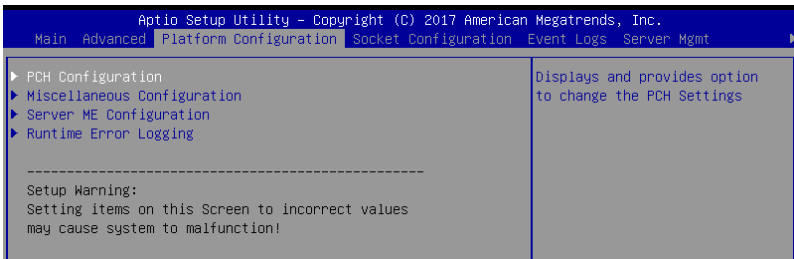 Aptio Setup Utility – Copyright (C) 2017 American Megatrends, Inc.
Main Advanced Platform Configuration Socket Configuration Event Logs Server Mgmt
PCH Configuration
Miscellaneous Configuration
Server ME Configuration
Runtime Error Logging
------------------------------------------------
Setup Warning:
Setting items on this Screen to incorrect values
may cause system to malfunction!
Displays and provides option
to change the PCH Settings